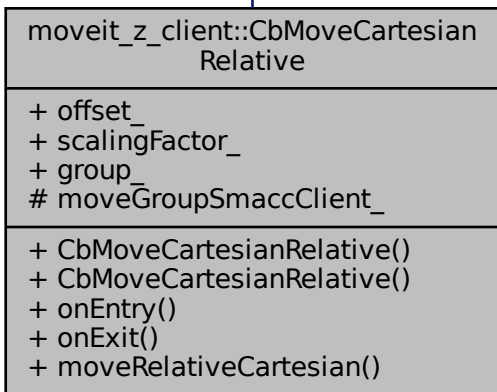 moveit_z_client::CbMoveCartesian
Relative
+ offset_
+ scalingFactor_
+ group_
# moveGroupSmaccClient_
+ CbMoveCartesianRelative()
+ CbMoveCartesianRelative()
+ onEntry()
+ onExit()
+ moveRelativeCartesian()